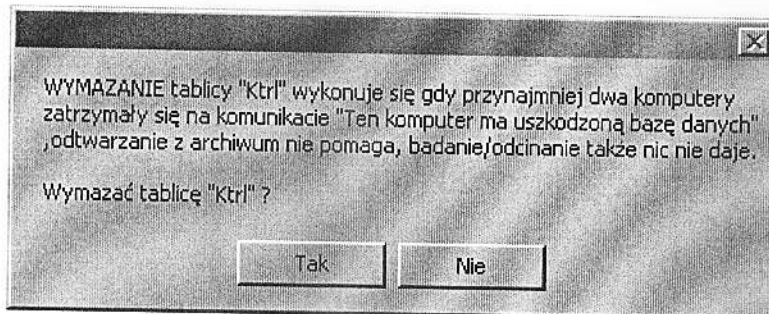 WYMAZANIE tablicy "Ktrl" wykonuje się gdy przynajmniej dwa komputery
zatrzymały się na komunikacie "Ten komputer ma uszkodzoną bazę danych"
,odtwarzanie z archiwum nie pomaga, badanie/odcinanie także nic nie daje.
Wymazać tablicę "Ktrl" ?
Tak Nie